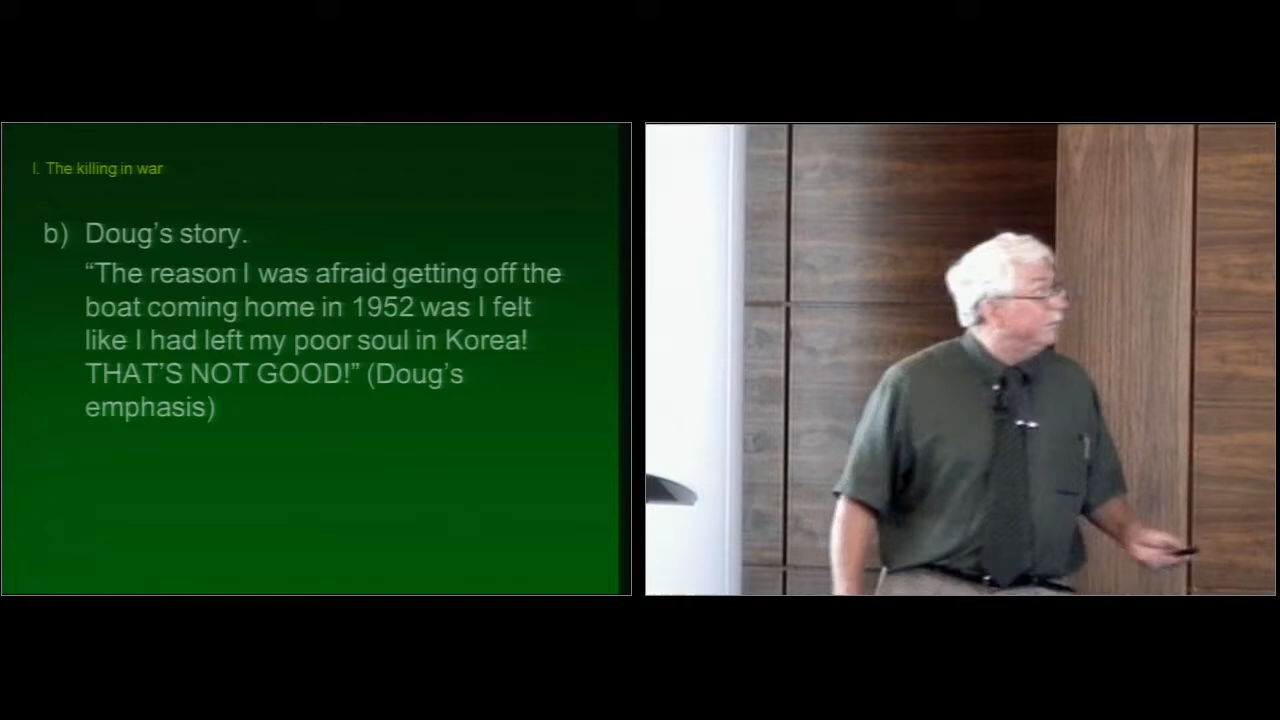 I. The killing in war
b) Doug's story.
“The reason I was afraid getting off the
boat coming home in 1952 was I felt
like I had left my poor soul in Korea!
THAT'S NOT GOOD!” (Doug's
emphasis)